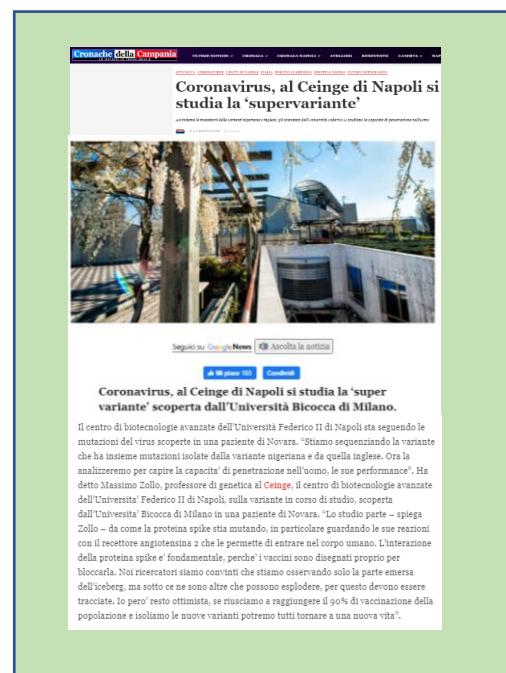 Cronache della Campania
ULTIME NOTIZIE CRONACA CRONACA NAPOLI AVELLINO BENEVENTO CASERTA
Coronavirus, al Ceinge di Napoli si
studia la ‘supervariante’
Seguici su Google News Ascolta la notizia
Mi piace 103 Condividi
Coronavirus, al Ceinge di Napoli si studia la ‘super
variante’ scoperta dall’Università Bicocca di Milano.
Il centro di biotecnologie avanzate dell’Università Federico II di Napoli sta seguendo le
mutazioni del virus scoperte in una paziente di Novara. “Stiamo sequenziando la variante
che ha insieme mutazioni isolate dalla variante nigeriana e da quella inglese. Ora la
analizzeremo per capire la capacita’ di penetrazione nell’uomo, le sue performance”. Ha
detto Massimo Zollo, professore di genetica al Ceinge, il centro di biotecnologie avanzate
dell’Universita’ Federico II di Napoli, sulla variante in corso di studio, scoperta
dall’Universita’ Bicocca di Milano in una paziente di Novara. “Lo studio parte – spiega
Zollo – da come la proteina spike stia mutando, in particolare guardando le sue reazioni
con il recettore angiotensina 2 che le permette di entrare nel corpo umano. L’interazione
della proteina spike e’ fondamentale, perche’ i vaccini sono disegnati proprio per
bloccarla. Noi ricercatori siamo convinti che stiamo osservando solo la parte emersa
dell’iceberg, ma sotto ce ne sono altre che possono esplodere, per questo devono essere
tracciate. Io pero’ resto ottimista, se riusciamo a raggiungere il 90% di vaccinazione della
popolazione e isoliamo le nuove varianti potremo tutti tornare a una nuova vita”.